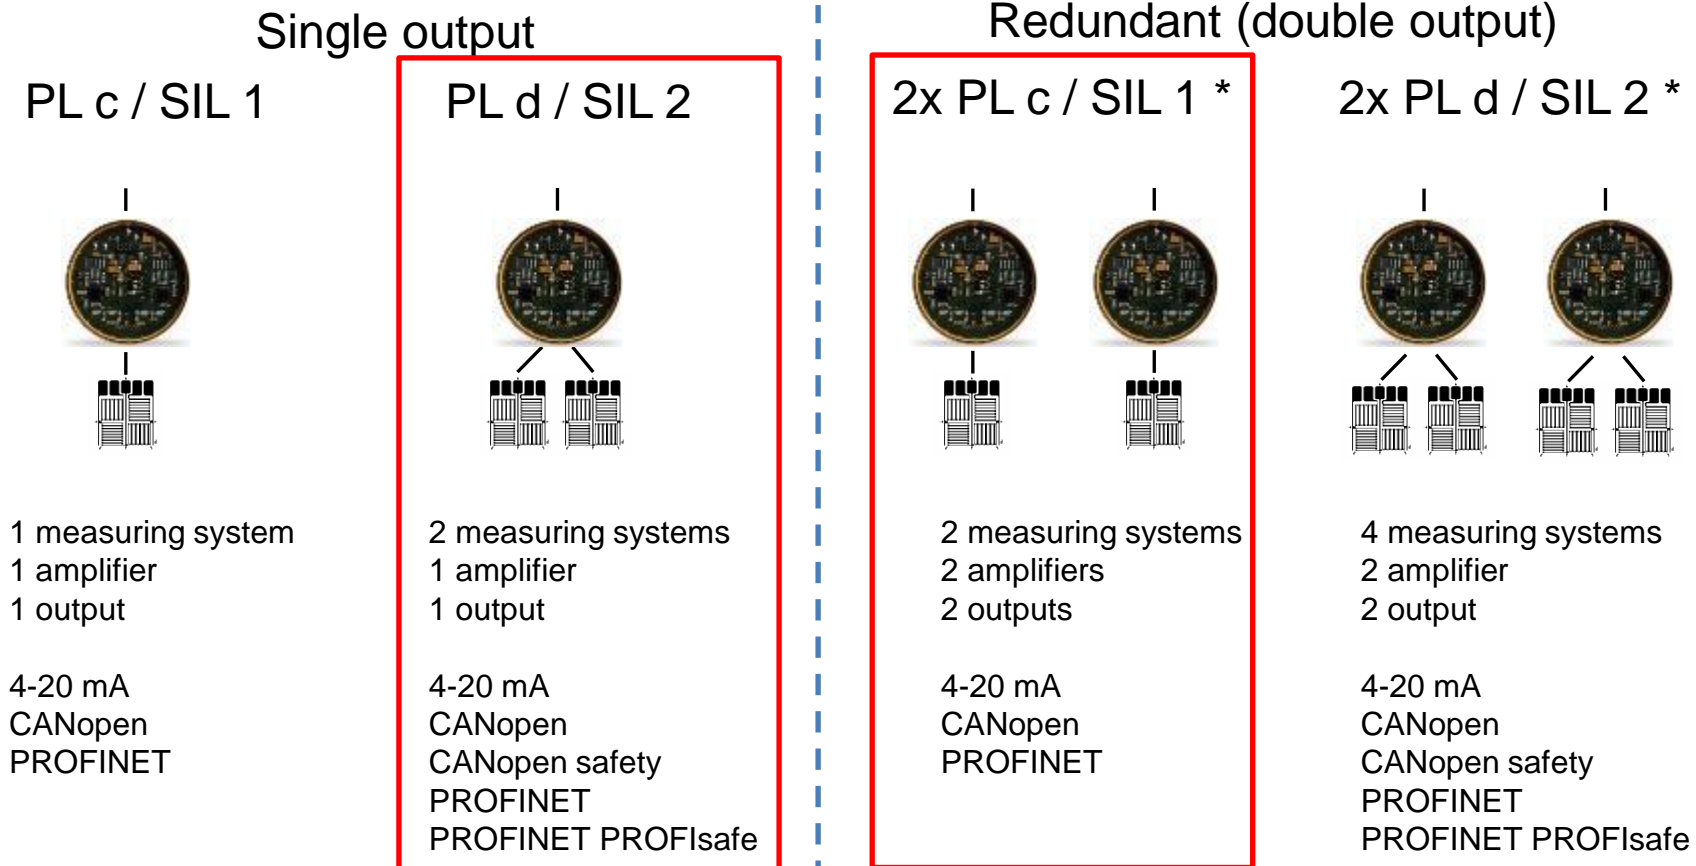 Single output
Redundant (double output)
PL c / SIL 1
PL d / SIL 2
2x PL c / SIL 1 *
2x PL d / SIL 2 *
1 measuring system
1 amplifier
1 output
4-20 mA
CANopen
PROFINET
2 measuring systems
1 amplifier
1 output
4-20 mA
CANopen
CANopen safety
PROFINET
PROFINET PROFIsafe
2 measuring systems
2 amplifiers
2 outputs
4-20 mA
CANopen
PROFINET
4 measuring systems
2 amplifier
2 output
4-20 mA
CANopen
CANopen safety
PROFINET
PROFINET PROFIsafe